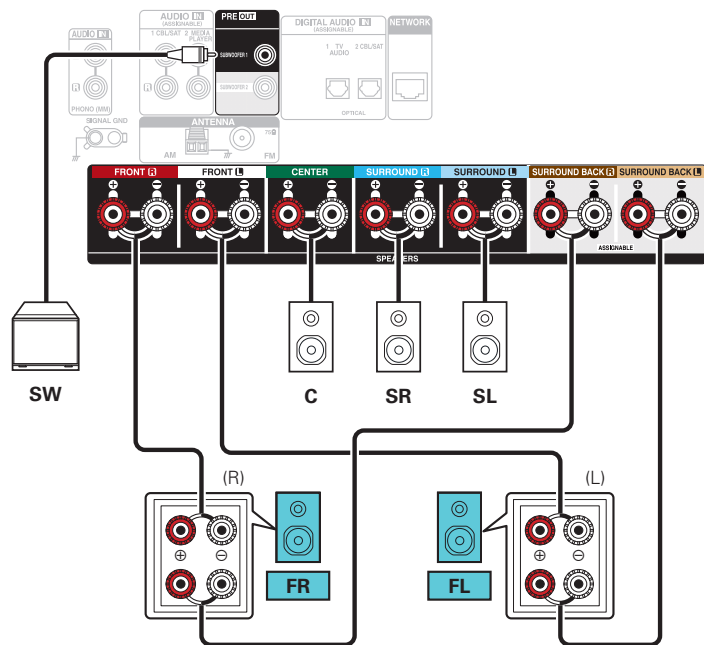 AUDIO IN
(ASSIGNABLE)
1 CBL/SAT 2 MEDIA PLAYER
AUDIO IN
R
R
PHONO (MM)
SIGNAL GND
PRE OUT
SUBWOOFER 1
SUBWOOFER 2
DIGITAL AUDIO IN
(ASSIGNABLE)
1 TV AUDIO 2 CBL/SAT
OPTICAL
NETWORK
ANTENNA
AM
75Ω
FM
FRONT R FRONT L CENTER SURROUND R SURROUND L SURROUND BACK R SURROUND BACK L
+ − + − + − + − + − + − + −
ASSIGNABLE
SPEAKERS
SW
C
SR
SL
(R)
(L)
+ −
+ −
FR
FL